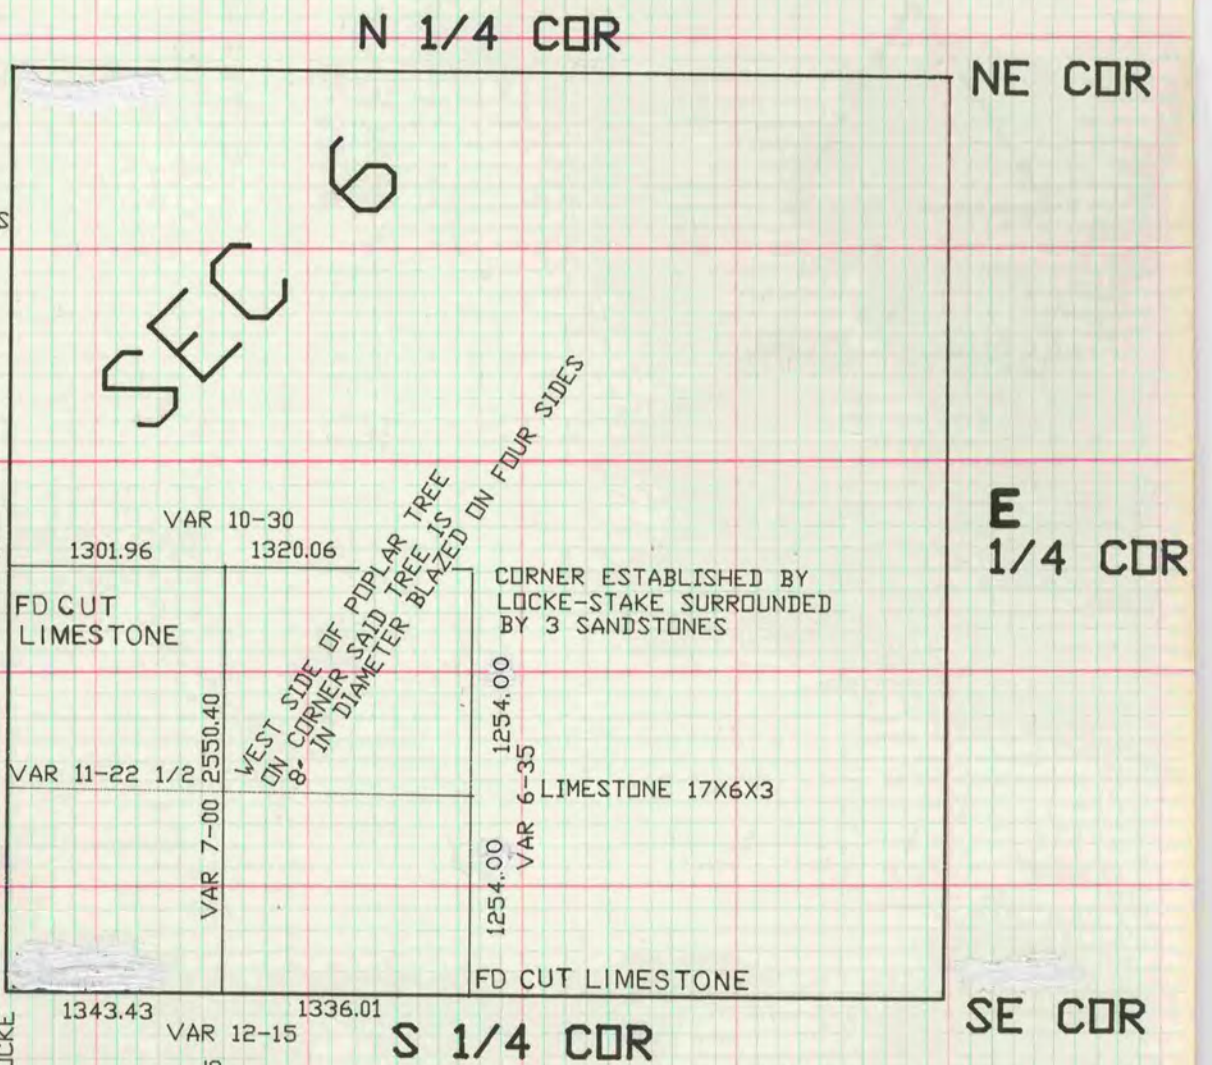 N 1/4 COR
NE COR
S
SEC 6
VAR 10-30
1301.96
1320.06
FD CUT
LIMESTONE
WEST SIDE OF POPLAR TREE
ON CORNER SAID TREE IS
8" IN DIAMETER BLAZED ON FOUR SIDES
CORNER ESTABLISHED BY
LOCKE-STAKE SURROUNDED
BY 3 SANDSTONES
E
1/4 COR
VAR 7-00 2550.40
VAR 11-22 1/2
1254.00
VAR 6-35
LIMESTONE 17X6X3
1254.00
FD CUT LIMESTONE
1343.43
1336.01
VAR 12-15
S 1/4 COR
SE COR